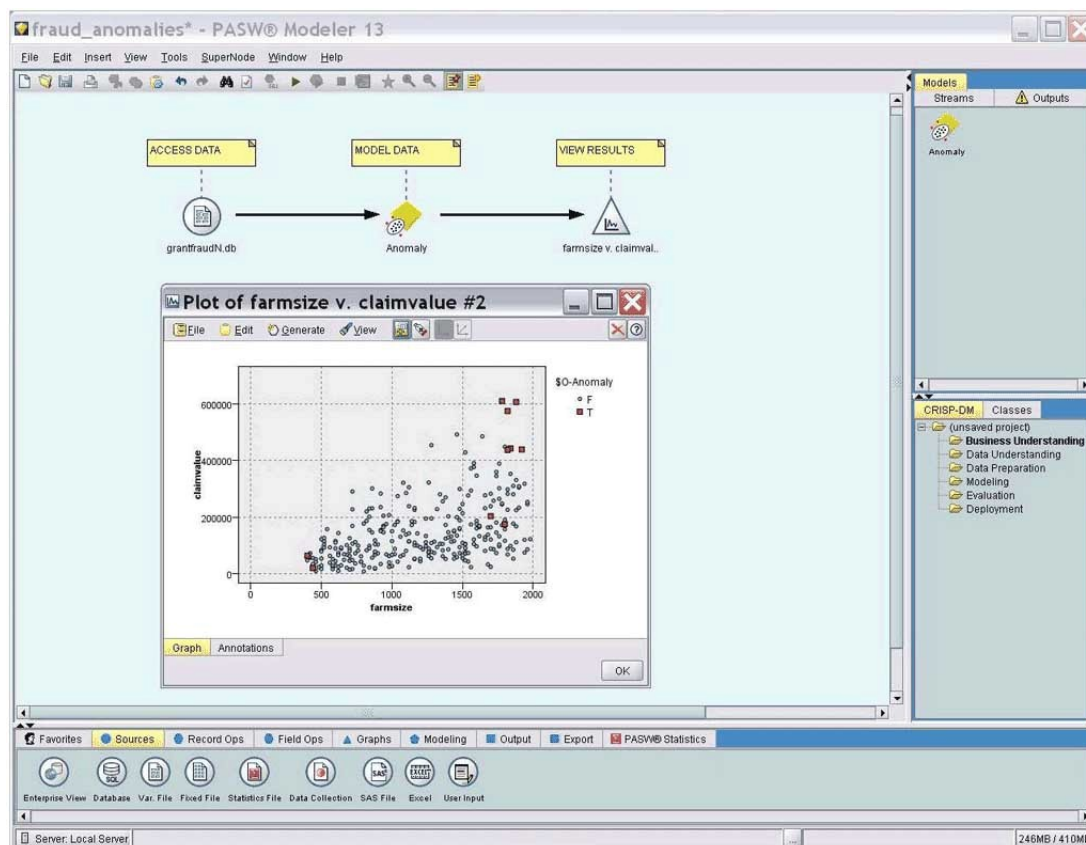 fraud_anomalies* - PASW® Modeler 13
File Edit Insert View Tools SuperNode Window Help
Models
Streams Outputs
Anomaly
ACCESS DATA MODEL DATA VIEW RESULTS
grantfraudN.db Anomaly farmsize v. claimval..
Plot of farmsize v. claimvalue #2
File Edit Generate View
$O-Anomaly
F
T
600000
400000
200000
0
claimvalue
0 500 1000 1500 2000
farmsize
Graph Annotations
OK
CRISP-DM Classes
(unsaved project)
Business Understanding
Data Understanding
Data Preparation
Modeling
Evaluation
Deployment
Favorites Sources Record Ops Field Ops Graphs Modeling Output Export PASW® Statistics
Enterprise View Database Var. File Fixed File Statistics File Data Collection SAS File Excel User Input
Server: Local Server ... 246MB / 410MB